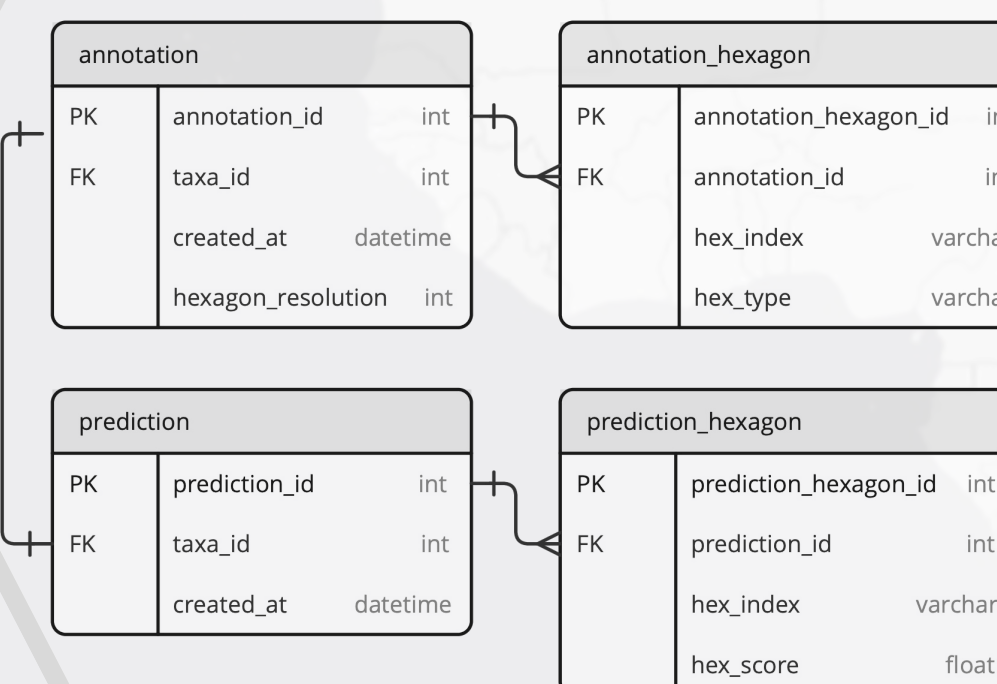 annotation
PK annotation_id int
FK taxa_id int
created_at datetime
hexagon_resolution int
annotation_hexagon
PK annotation_hexagon_id
FK annotation_id
hex_index
hex_type
prediction
PK prediction_id int
FK taxa_id int
created_at datetime
prediction_hexagon
PK prediction_hexagon_id int
FK prediction_id int
hex_index varchar
hex_score float